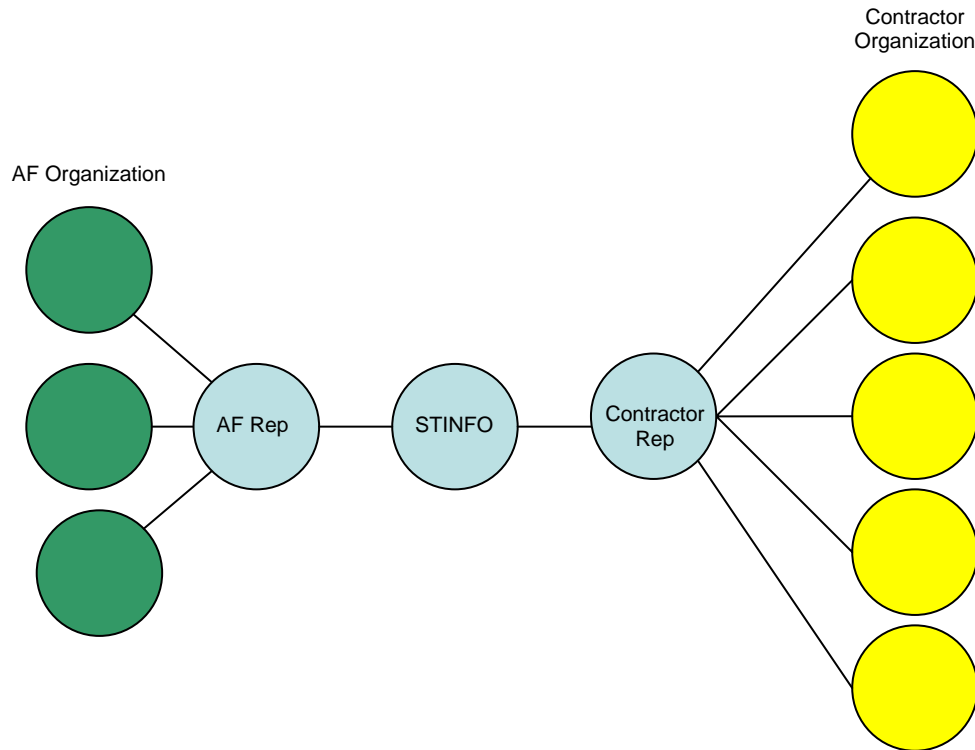 Contractor
Organization
AF Organization
AF Rep
STINFO
Contractor
Rep